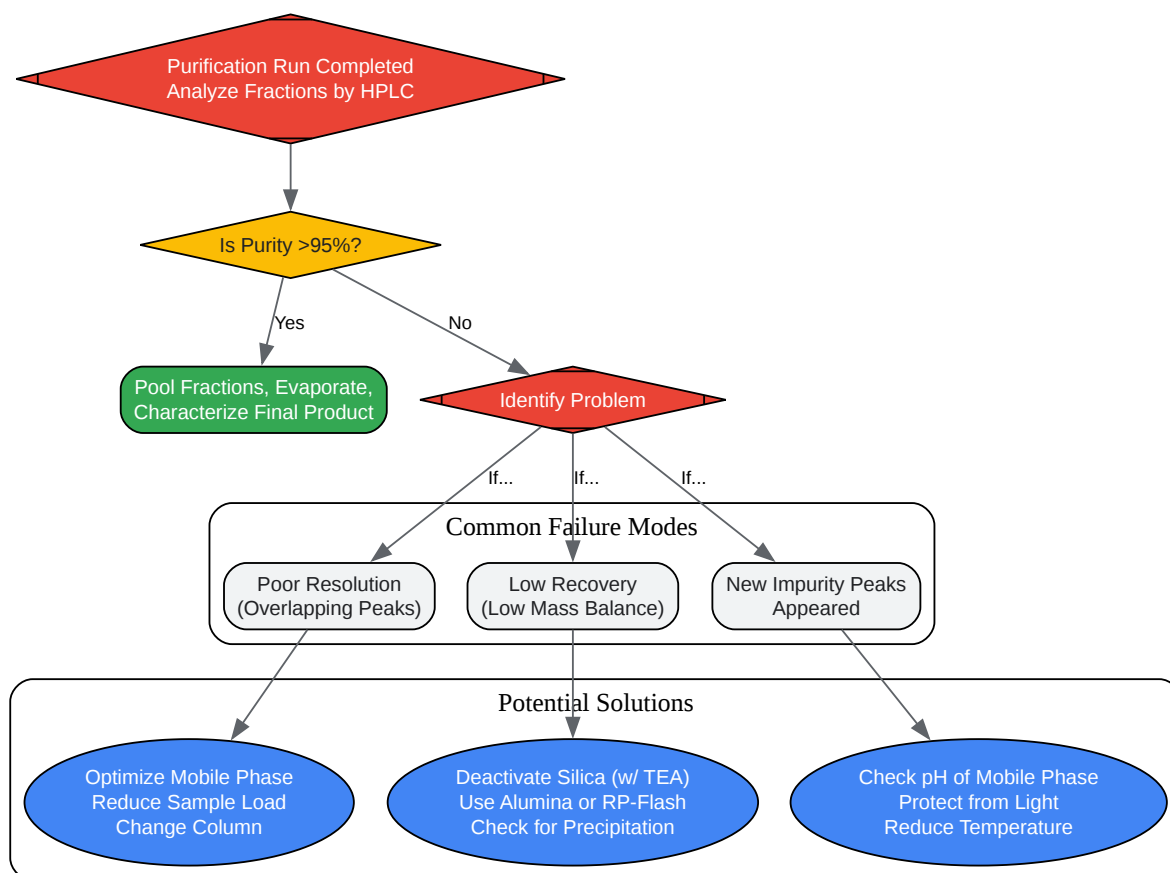 Purification Run Completed
Analyze Fractions by HPLC
Is Purity >95%?
Yes
No
Pool Fractions, Evaporate,
Characterize Final Product
Identify Problem
If...
If...
If...
Common Failure Modes
Poor Resolution
(Overlapping Peaks)
Low Recovery
(Low Mass Balance)
New Impurity Peaks
Appeared
Potential Solutions
Optimize Mobile Phase
Reduce Sample Load
Change Column
Deactivate Silica (w/ TEA)
Use Alumina or RP-Flash
Check for Precipitation
Check pH of Mobile Phase
Protect from Light
Reduce Temperature